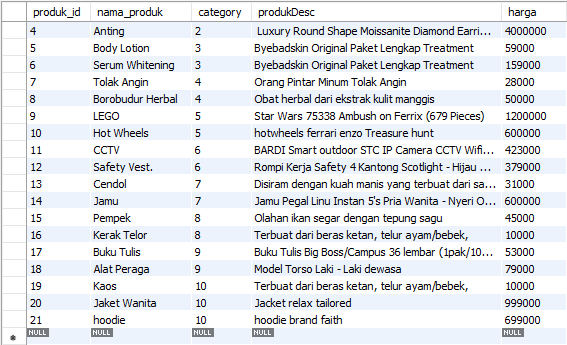 produk_id nama_produk category produkDesc harga
4 Anting 2 Luxury Round Shape Moissanite Diamond Earri... 4000000
5 Body Lotion 3 Byebadskin Original Paket Lengkap Treatment 59000
6 Serum Whitening 3 Byebadskin Original Paket Lengkap Treatment 159000
7 Tolak Angin 4 Orang Pintar Minum Tolak Angin 28000
8 Borobudur Herbal 4 Obat herbal dari ekstrak kulit manggis 50000
9 LEGO 5 Star Wars 75338 Ambush on Ferrix (679 Pieces) 1200000
10 Hot Wheels 5 hotwheels ferrari enzo Treasure hunt 600000
11 CCTV 6 BARDI Smart outdoor STC IP Camera CCTV Wifi... 423000
12 Safety Vest. 6 Rompi Kerja Safety 4 Kantong Scotlight - Hijau ... 379000
13 Cendol 7 Disiram dengan kuah manis yang terbuat dari sa... 31000
14 Jamu 7 Jamu Pegal Linu Instan 5's Pria Wanita - Nyeri O... 600000
15 Pempek 8 Olahan ikan segar dengan tepung sagu 45000
16 Kerak Telor 8 Terbuat dari beras ketan, telur ayam/bebek, 10000
17 Buku Tulis 9 Buku Tulis Big Boss/Campus 36 lembar (1pak/10... 53000
18 Alat Peraga 9 Model Torso Laki - Laki dewasa 79000
19 Kaos 10 Terbuat dari beras ketan, telur ayam/bebek, 10000
20 Jaket Wanita 10 Jacket relax tailored 999000
21 hoodie 10 hoodie brand faith 699000
NULL NULL NULL NULL NULL